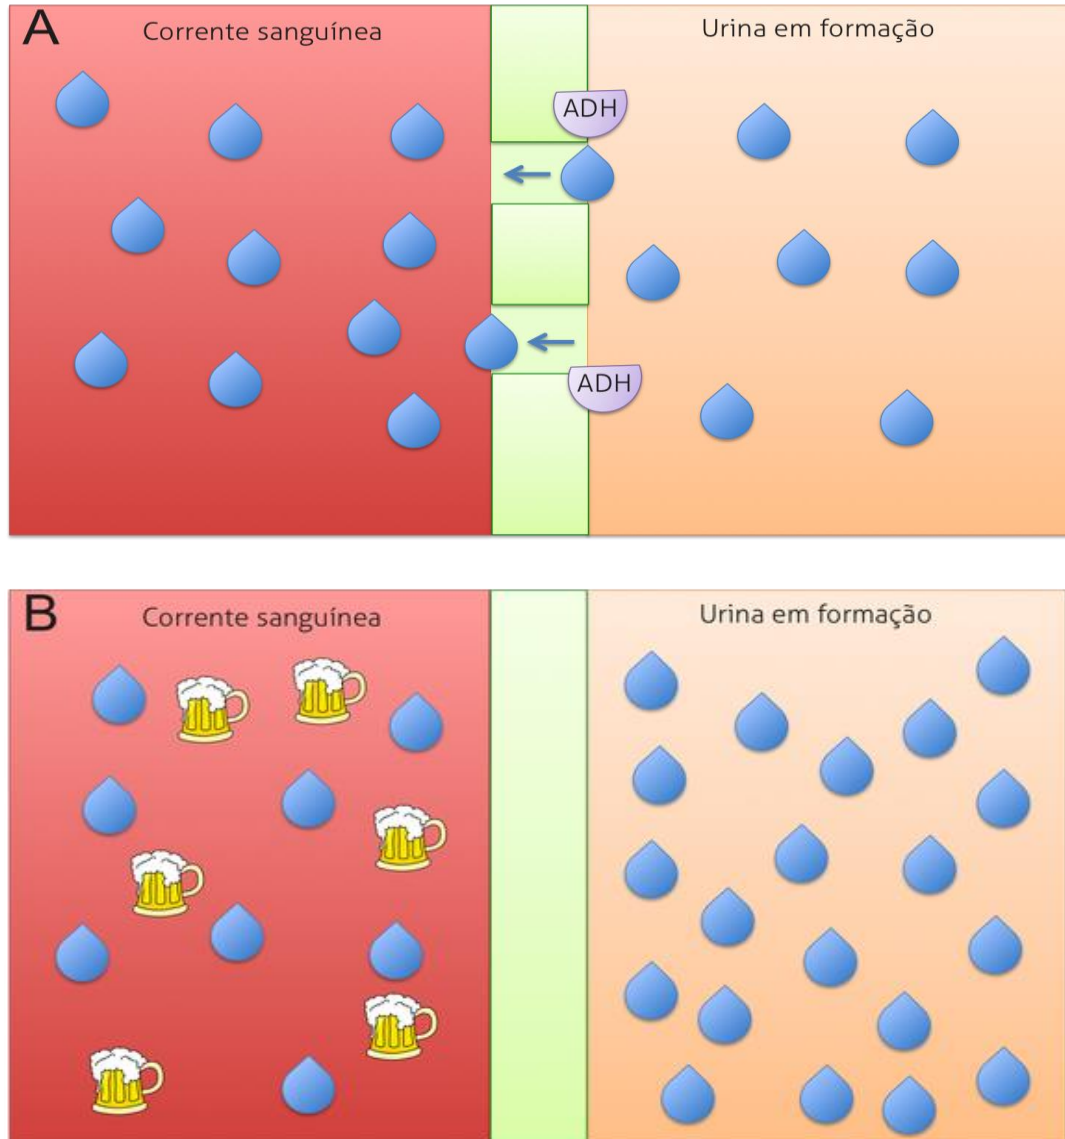 A
Corrente sanguínea
Urina em formação
ADH
ADH
B
Corrente sanguínea
Urina em formação